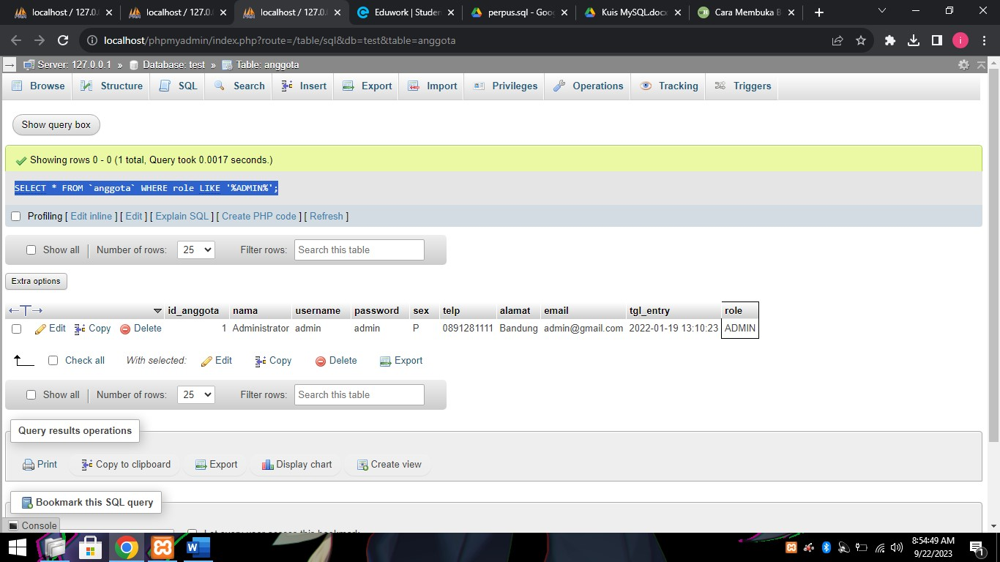 localhost / 127.0. localhost / 127.0. localhost / 127.0. Eduwork | Studen perpus.sql - Goog Kuis MySQL.docx Cara Membuka B
localhost/phpmyadmin/index.php?route=/table/sql&db=test&table=anggota
Server: 127.0.0.1 » Database: test » Table: anggota
Browse Structure SQL Search Insert Export Import Privileges Operations Tracking Triggers
Show query box
Showing rows 0 - 0 (1 total, Query took 0.0017 seconds.)
SELECT * FROM `anggota` WHERE role LIKE '%ADMIN%';
Profiling [ Edit inline ] [ Edit ] [ Explain SQL ] [ Create PHP code ] [ Refresh ]
Show all Number of rows: 25 Filter rows: Search this table
Extra options
id_anggota nama username password sex telp alamat email tgl_entry role
Edit Copy Delete 1 Administrator admin admin P 0891281111 Bandung admin@gmail.com 2022-01-19 13:10:23 ADMIN
Check all With selected: Edit Copy Delete Export
Show all Number of rows: 25 Filter rows: Search this table
Query results operations
Print Copy to clipboard Export Display chart Create view
Bookmark this SQL query
Console
8:54:49 AM
9/22/2023